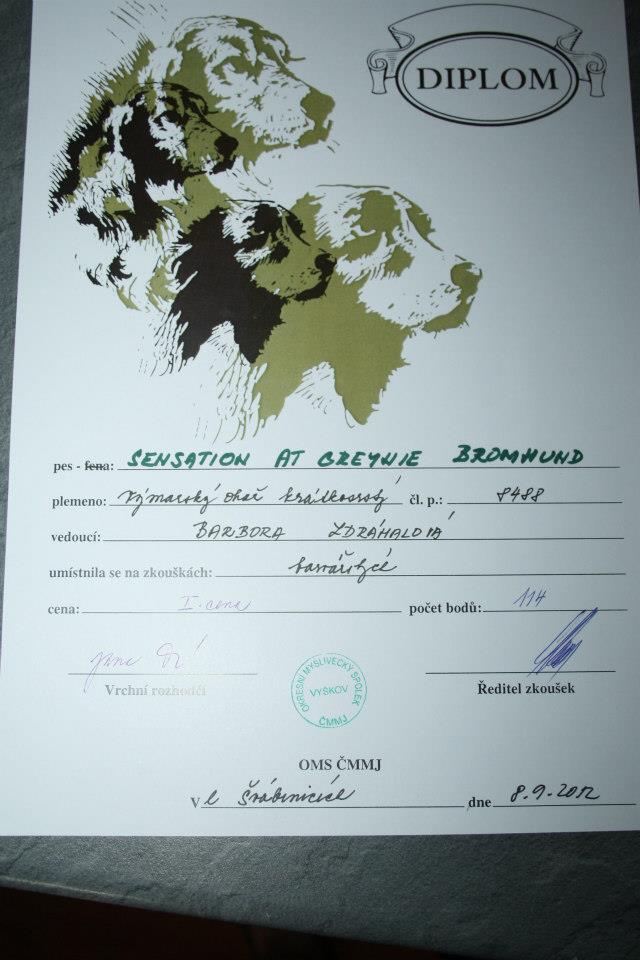 DIPLOM
pes - fena: SENSATION AT GREYWIE BROMHUND
plemeno: Výmarský ohař krátkosrstý čl. p.: 8488
vedoucí: BARBORA ZDRÁHALOVÁ
umístnila se na zkouškách:
cena: I. cena počet bodů: 114
Vrchní rozhodčí
Ředitel zkoušek
OKRESNÍ MYSLIVECKÝ SPOLEK
VYŠKOV
ČMMJ
OMS ČMMJ
V dne 8.9.2012